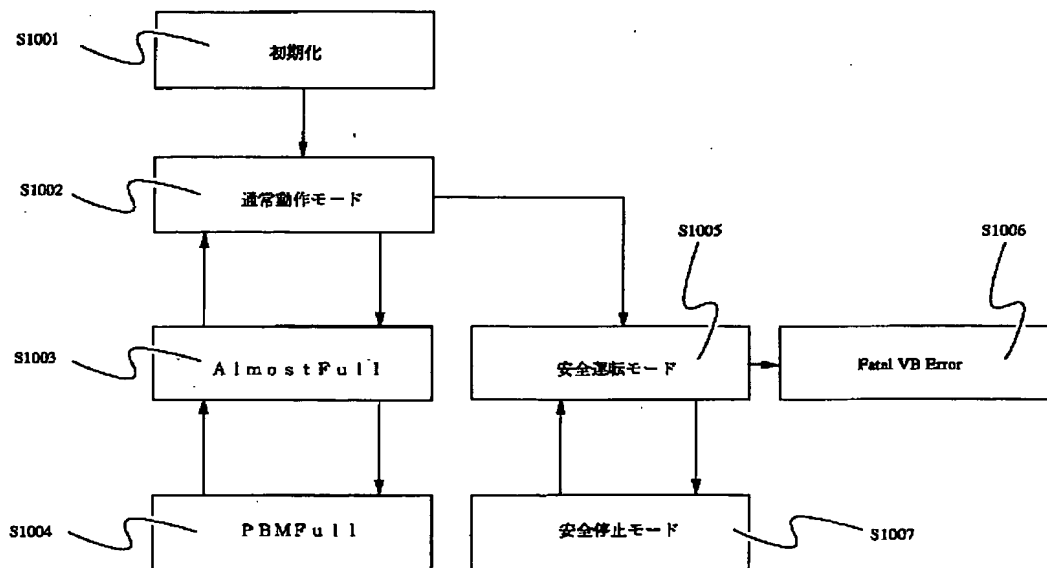 S1001
初期化
S1002
通常動作モード
S1005
S1006
S1003
AlmostFull
安全運転モード
Fatal VB Error
S1004
PBMFull
安全停止モード
S1007